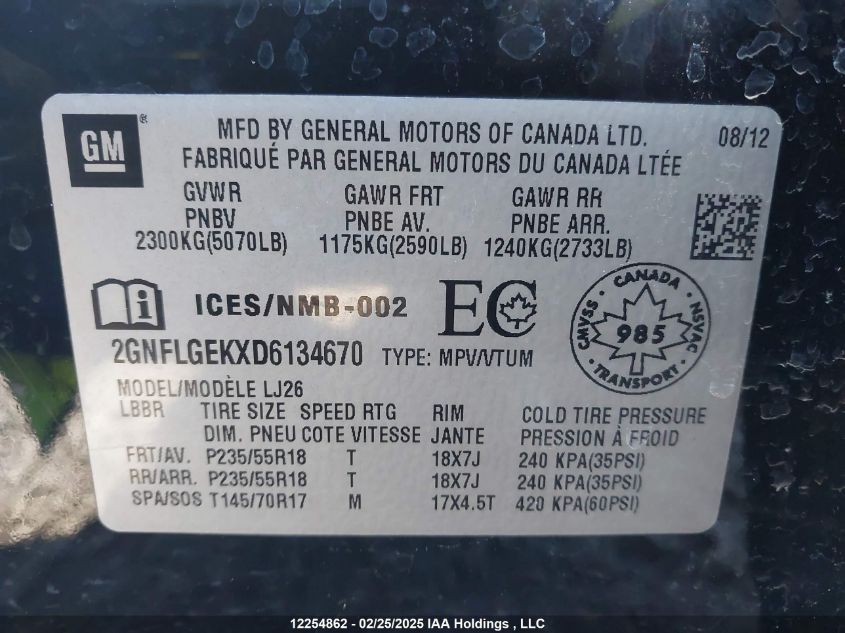 GM ®
MFD BY GENERAL MOTORS OF CANADA LTD. 08/12
FABRIQUÉ PAR GENERAL MOTORS DU CANADA LTÉE
GVWR GAWR FRT GAWR RR
PNBV PNBE AV. PNBE ARR.
2300KG(5070LB) 1175KG(2590LB) 1240KG(2733LB)
i ICES/NMB-002 EC
CANADA
CMVSS 985 NSVAC
TRANSPORT
2GNFLGEKXD6134670 TYPE: MPV/VTUM
MODEL/MODÈLE LJ26
LBBR TIRE SIZE SPEED RTG RIM COLD TIRE PRESSURE
DIM. PNEU COTE VITESSE JANTE PRESSION À FROID
FRT/AV. P235/55R18 T 18X7J 240 KPA(35PSI)
RR/ARR. P235/55R18 T 18X7J 240 KPA(35PSI)
SPA/SOS T145/70R17 M 17X4.5T 420 KPA(60PSI)
12254862 - 02/25/2025 IAA Holdings , LLC